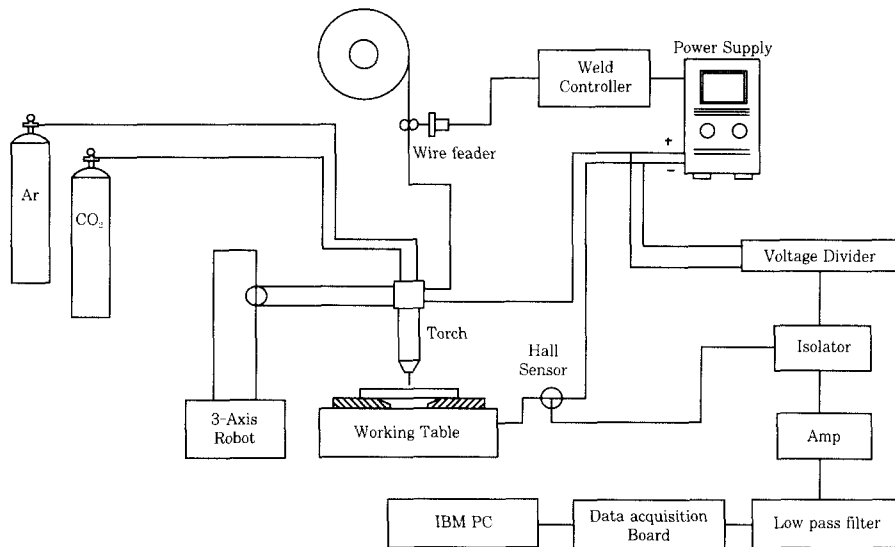 Power Supply
Weld
Controller
+
−
Wire feader
Ar
CO₂
Voltage Divider
Torch
Hall
Sensor
Isolator
3-Axis
Robot
Working Table
Amp
IBM PC
Data acquisition
Board
Low pass filter